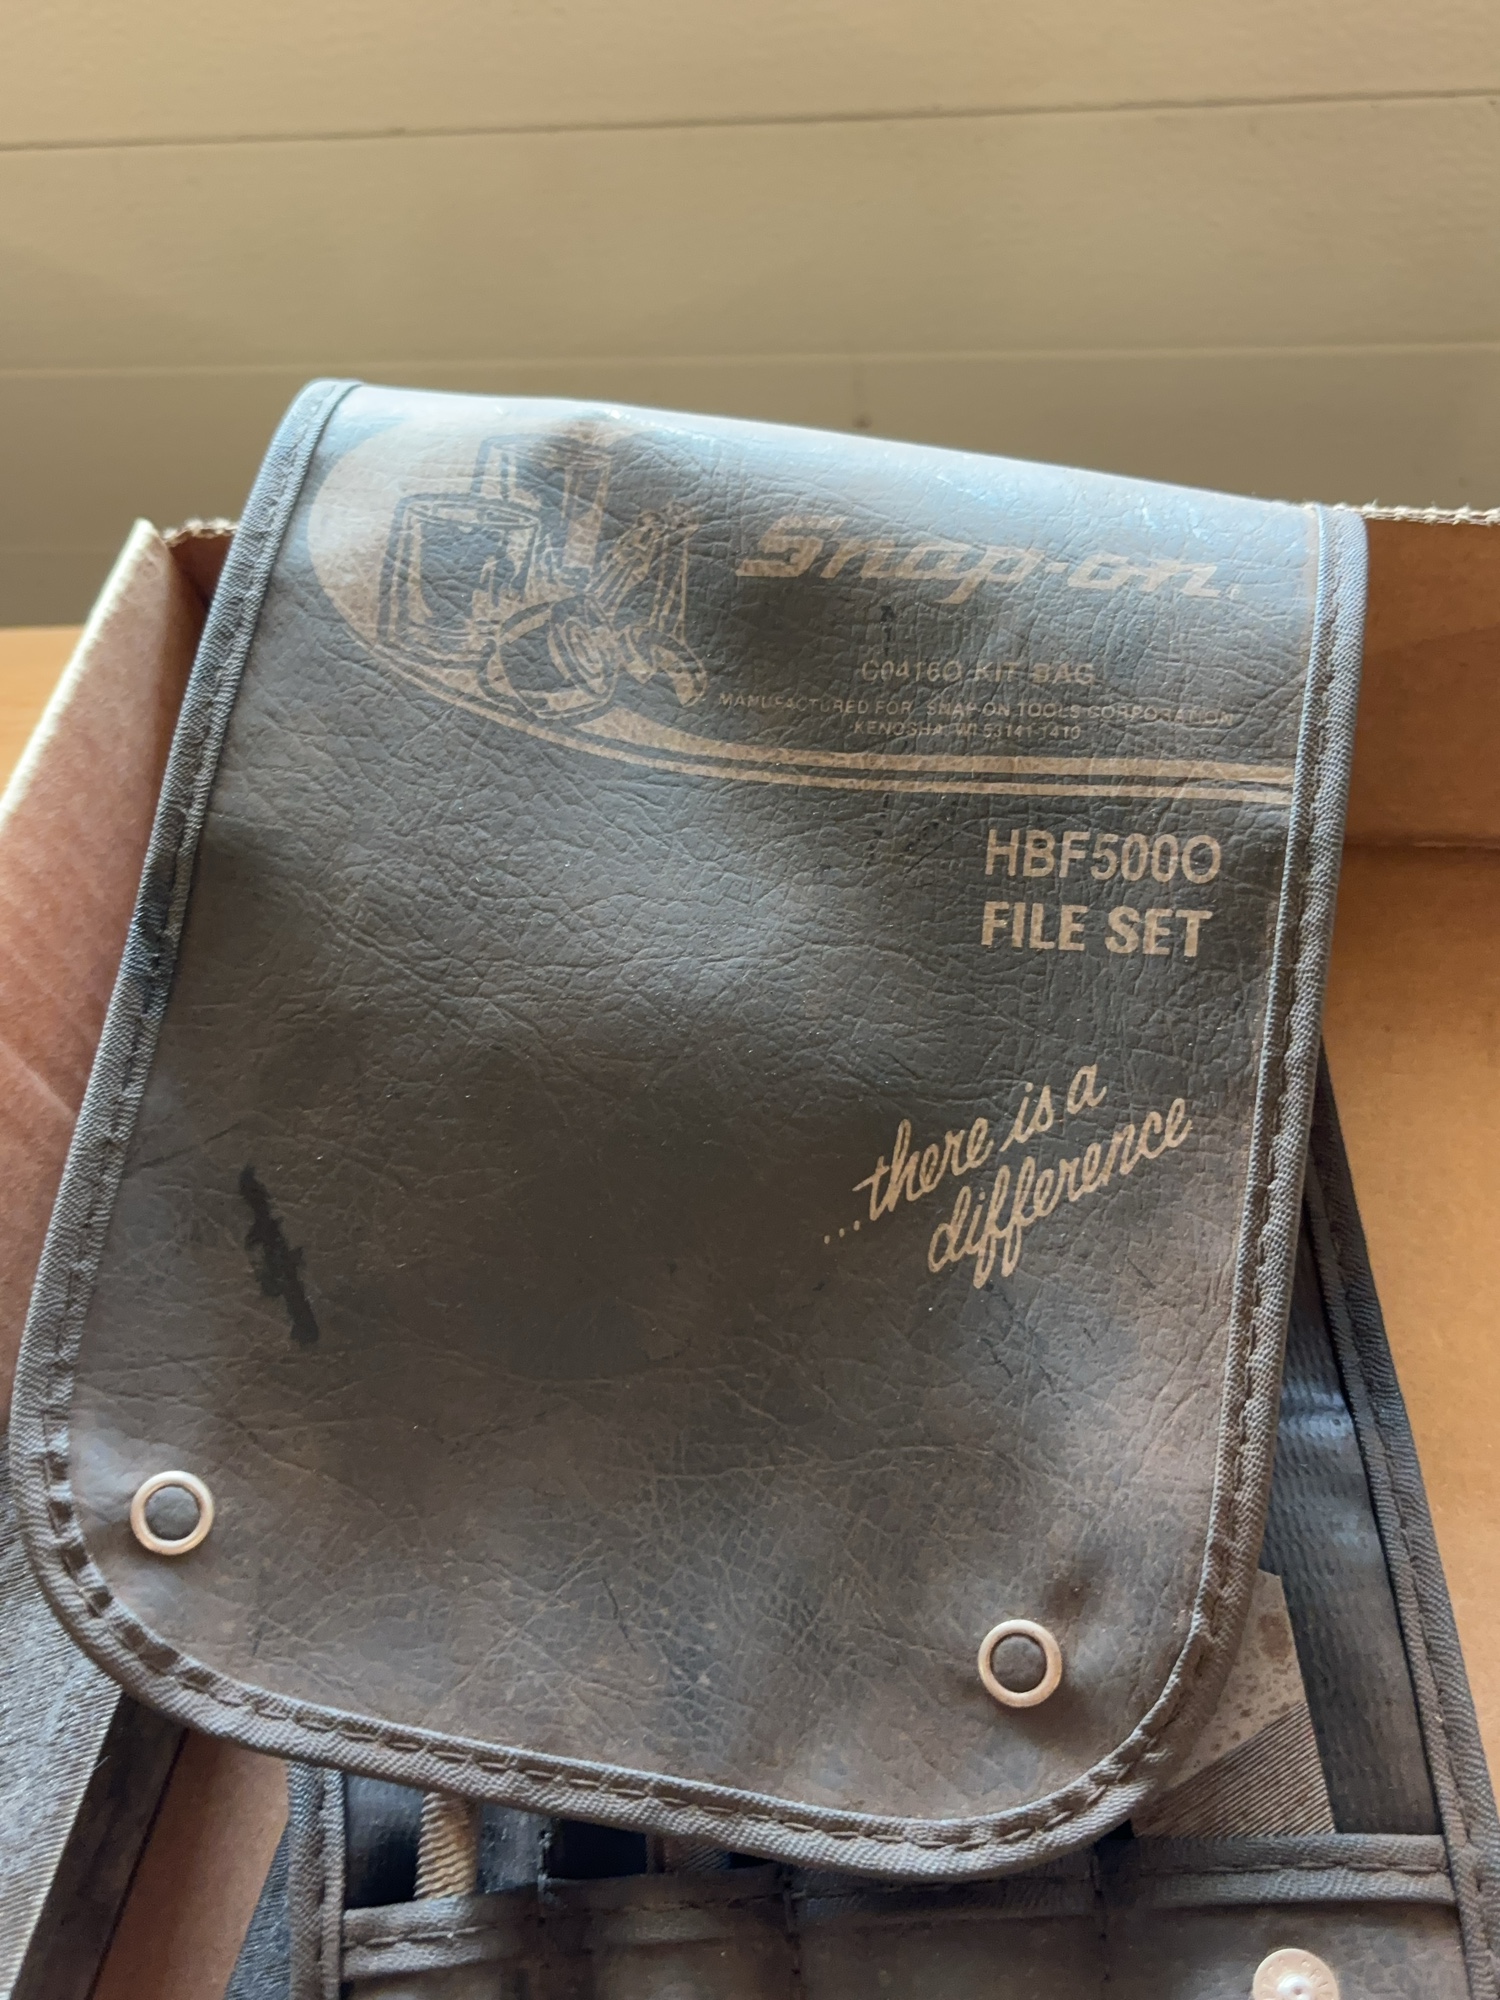 Snap-on
C0416O KIT BAG
MANUFACTURED FOR SNAP-ON TOOLS CORPORATION
KENOSHA, WI 53141-1410
HBF500O
FILE SET
...there is a
difference